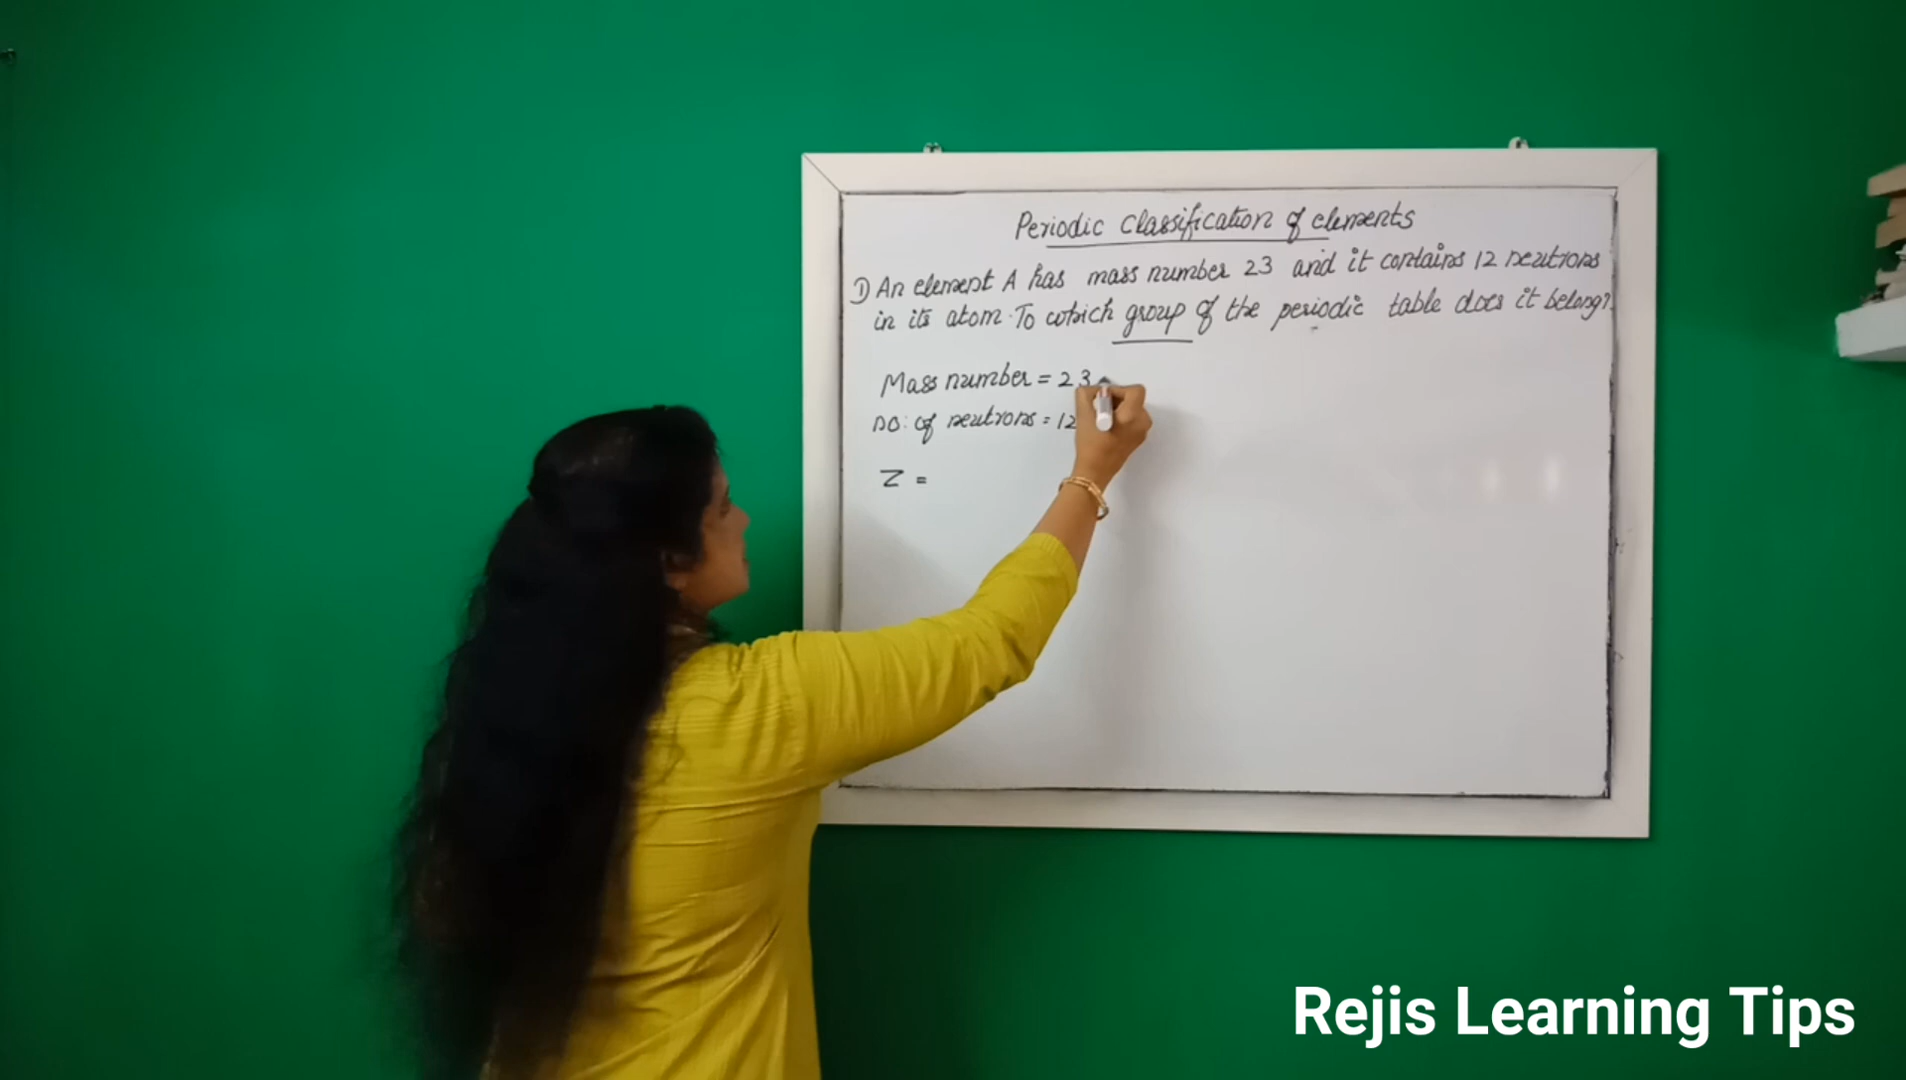 Periodic Classification of elements
1) An element A has mass number 23 and it contains 12 neutrons
in its atom. To which group of the periodic table does it belong?
Mass number = 23
no: of neutrons = 12
Z =
Rejis Learning Tips